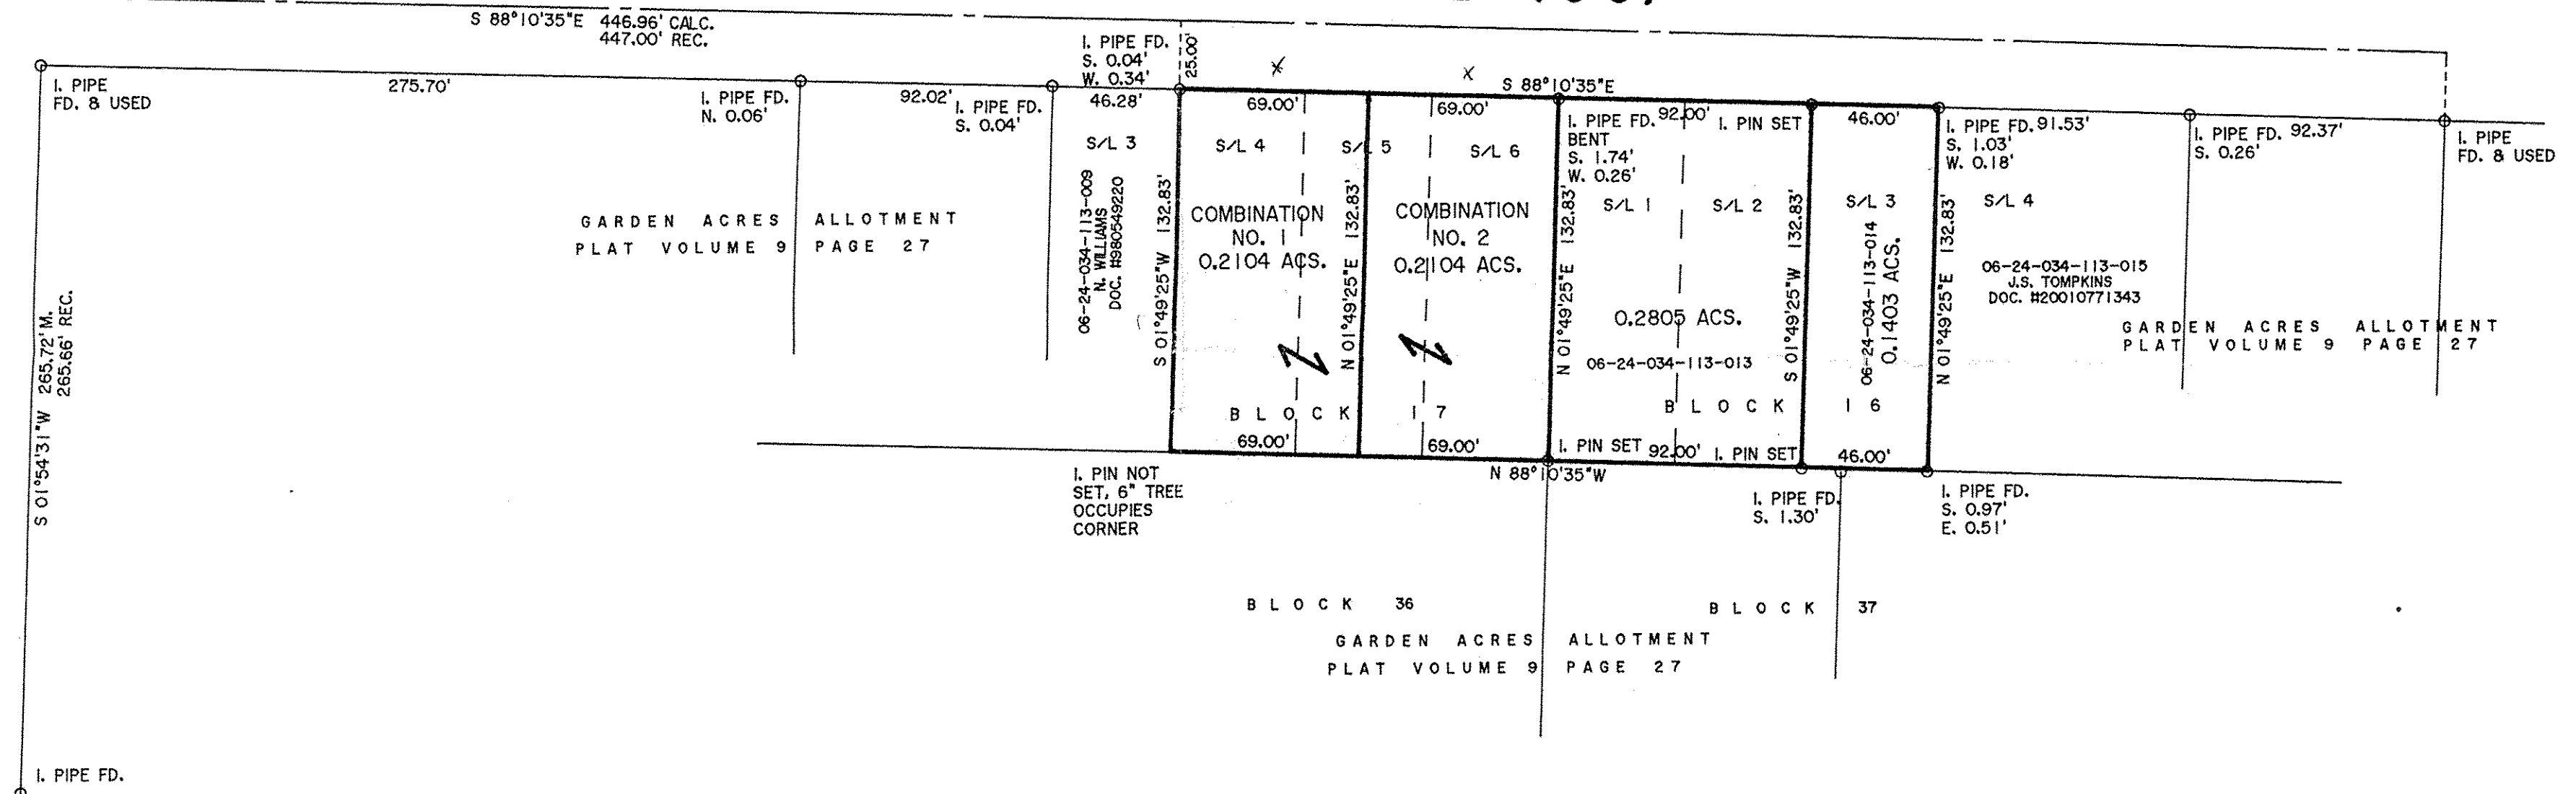 S 88°10'35"E 446.96' CALC.
447.00' REC.
I. PIPE FD.
S. 0.04'
W. 0.34'
25.00'
S 88°10'35"E
I. PIPE
FD. & USED
275.70'
I. PIPE FD.
N. 0.06'
92.02'
I. PIPE FD.
S. 0.04'
46.28'
69.00'
69.00'
I. PIPE FD.
BENT
S. 1.74'
W. 0.26'
92.00'
I. PIN SET
46.00'
I. PIPE FD.
S. 1.03'
W. 0.18'
91.53'
I. PIPE FD.
S. 0.26'
92.37'
I. PIPE
FD. & USED
S/L 3
S/L 4
S/L 5
S/L 6
S/L 1
S/L 2
S/L 3
S/L 4
GARDEN ACRES ALLOTMENT
PLAT VOLUME 9 PAGE 27
06-24-034-113-009
N. WILLIAMS
DOC. #9805549220
S 01°49'25"W 132.83'
COMBINATION
NO. 1
0.2104 ACS.
N 01°49'25"E 132.83'
COMBINATION
NO. 2
0.2104 ACS.
N 01°49'25"E 132.83'
0.2805 ACS.
06-24-034-113-013
S 01°49'25"W 132.83'
06-24-034-113-014
0.1403 ACS.
N 01°49'25"E 132.83'
06-24-034-113-015
J.S. TOMPKINS
DOC. #20010771343
GARDEN ACRES ALLOTMENT
PLAT VOLUME 9 PAGE 27
S 01°54'31"W 265.72' M.
265.66' REC.
BLOCK 17
BLOCK 16
69.00'
69.00'
I. PIN SET
92.00'
I. PIN SET
46.00'
N 88°10'35"W
I. PIN NOT
SET, 6" TREE
OCCUPIES
CORNER
I. PIPE FD.
S. 1.30'
I. PIPE FD.
S. 0.97'
E. 0.51'
BLOCK 36
BLOCK 37
GARDEN ACRES ALLOTMENT
PLAT VOLUME 9 PAGE 27
I. PIPE FD.